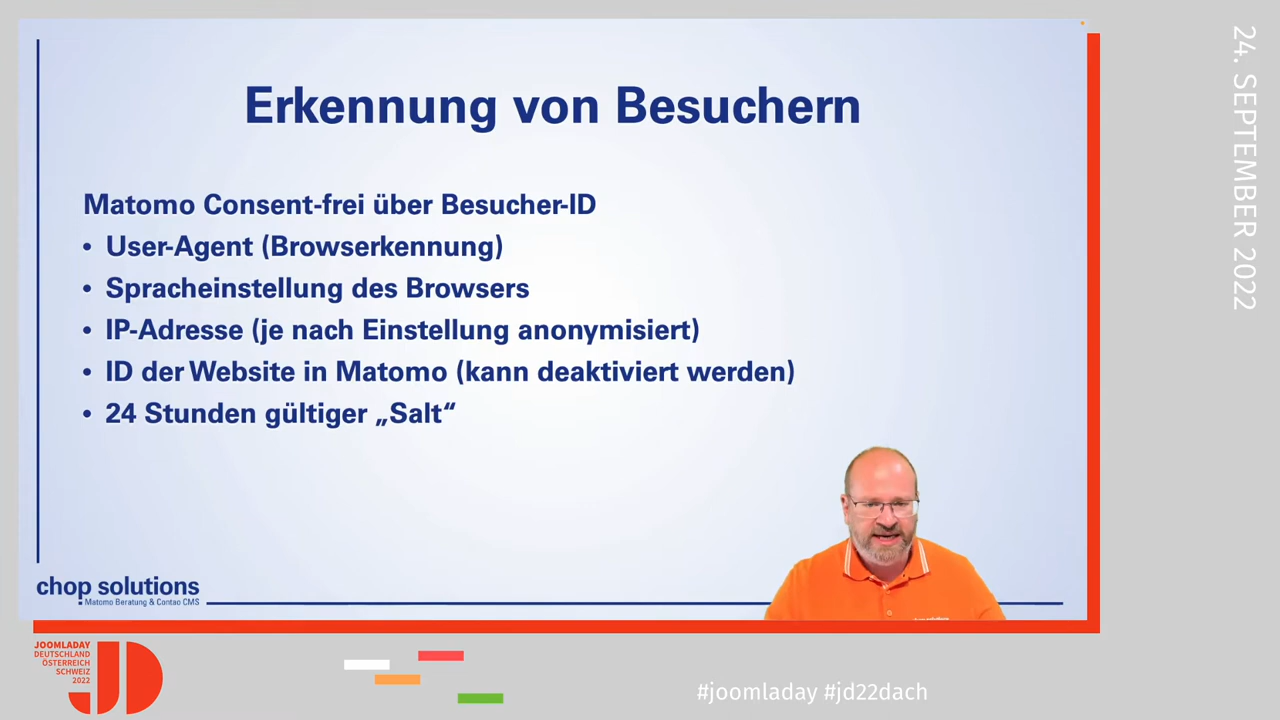 Erkennung von Besuchern
Matomo Consent-frei über Besucher-ID
• User-Agent (Browserkennung)
• Spracheinstellung des Browsers
• IP-Adresse (je nach Einstellung anonymisiert)
• ID der Website in Matomo (kann deaktiviert werden)
• 24 Stunden gültiger „Salt“
chop solutions
Matomo Beratung & Contao CMS
24. SEPTEMBER 2022
JOOMLADAY
DEUTSCHLAND
ÖSTERREICH
SCHWEIZ
2022
JD
#joomladay #jd22dach